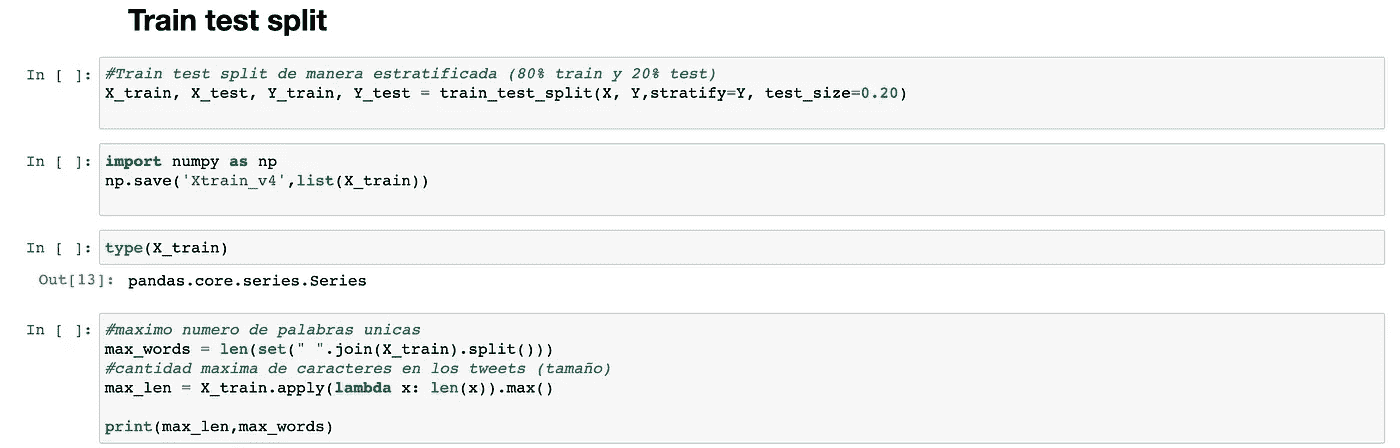 Train test split
In [ ]: #Train test split de manera estratificada (80% train y 20% test)
X_train, X_test, Y_train, Y_test = train_test_split(X, Y,stratify=Y, test_size=0.20)
In [ ]: import numpy as np
np.save('Xtrain_v4',list(X_train))
In [ ]: type(X_train)
Out[13]: pandas.core.series.Series
In [ ]: #maximo numero de palabras unicas
max_words = len(set(" ".join(X_train).split()))
#cantidad maxima de caracteres en los tweets (tamaño)
max_len = X_train.apply(lambda x: len(x)).max()
print(max_len,max_words)